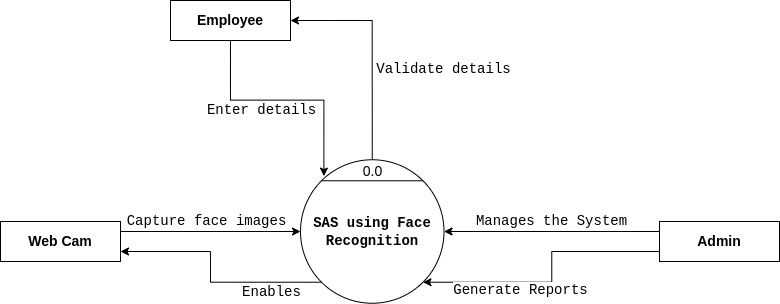 Employee
Validate details
Enter details
0.0
Capture face images
SAS using Face
Recognition
Manages the System
Web Cam
Admin
Enables
Generate Reports